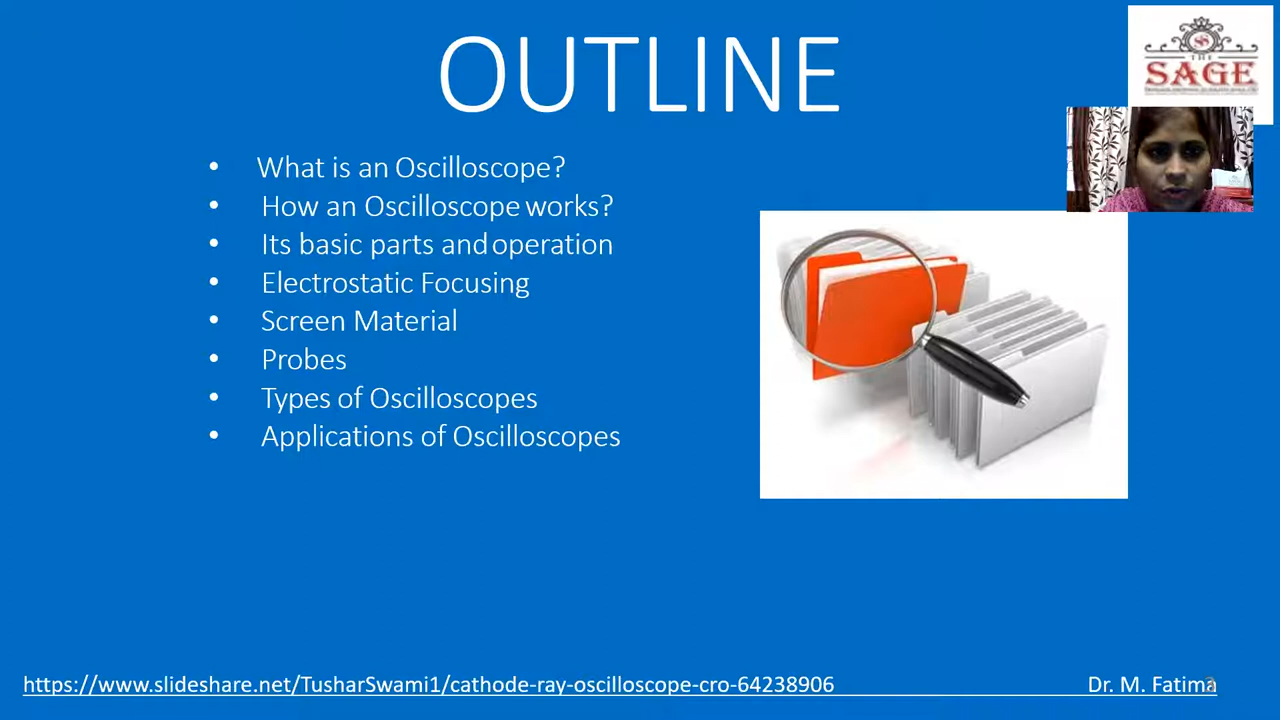 OUTLINE
THE
SAGE
• What is an Oscilloscope?
• How an Oscilloscope works?
• Its basic parts and operation
• Electrostatic Focusing
• Screen Material
• Probes
• Types of Oscilloscopes
• Applications of Oscilloscopes
https://www.slideshare.net/TusharSwami1/cathode-ray-oscilloscope-cro-64238906 Dr. M. Fatima